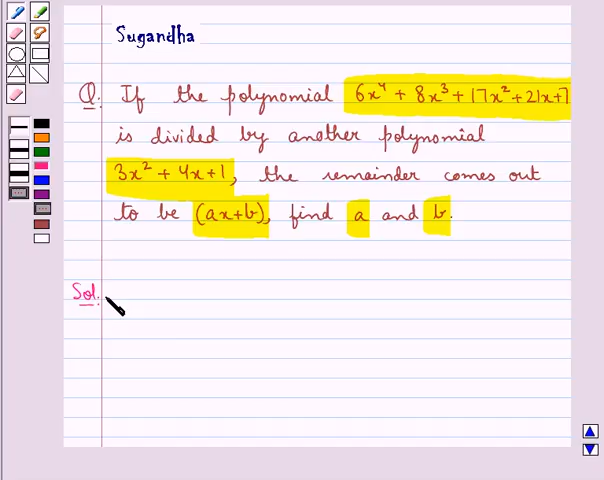 Sugandha
Q. If the polynomial 6x⁴ + 8x³ + 17x² + 21x + 7
is divided by another polynomial
3x² + 4x + 1, the remainder comes out
to be (ax+b), find a and b.
Sol.